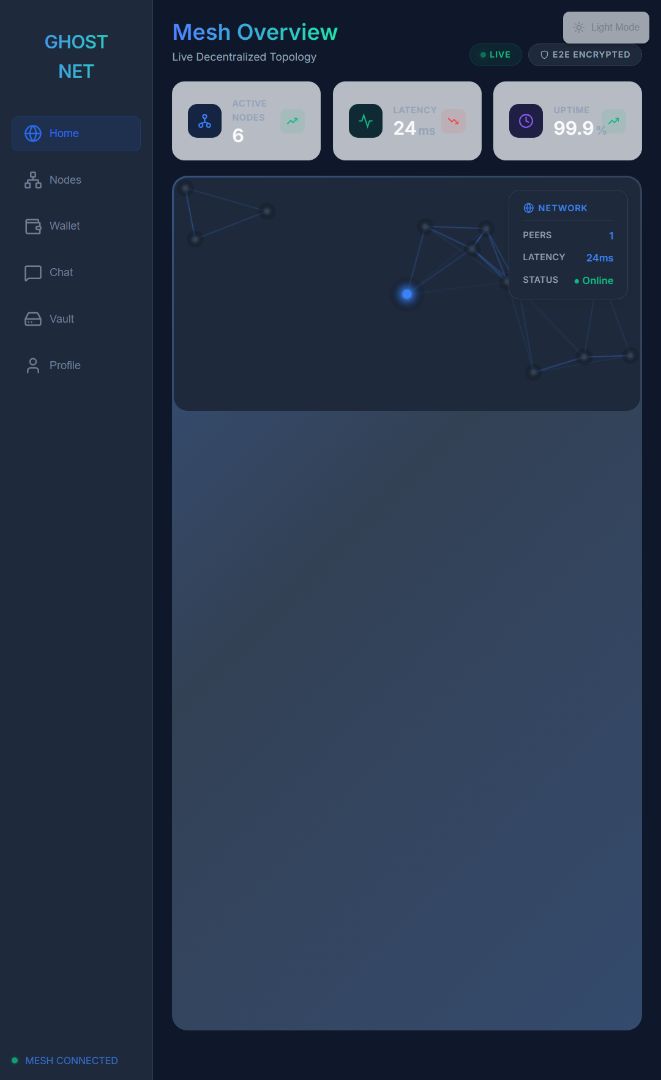 GHOST
NET
Home
Nodes
Wallet
Chat
Vault
Profile
MESH CONNECTED
Mesh Overview
Live Decentralized Topology
Light Mode
LIVE
E2E ENCRYPTED
ACTIVE
NODES
6
LATENCY
24 ms
UPTIME
99.9 %
NETWORK
PEERS 1
LATENCY 24ms
STATUS ● Online